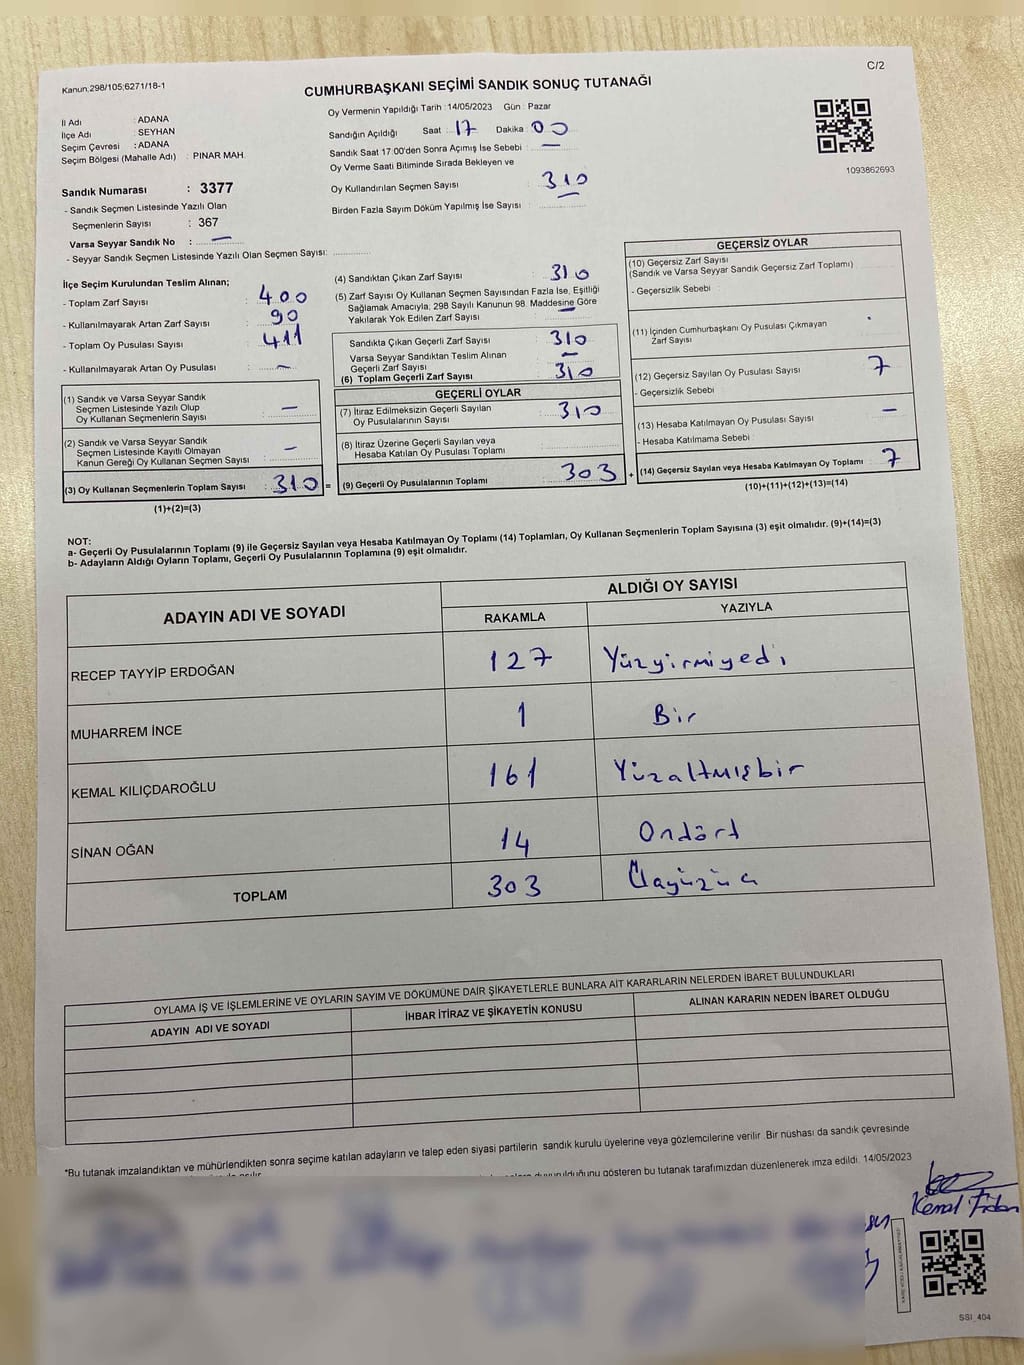 Kanun,298/105;6271/18-1
C/2
CUMHURBAŞKANI SEÇİMİ SANDIK SONUÇ TUTANAĞI
İl Adı : ADANA
İlçe Adı : SEYHAN
Seçim Çevresi : ADANA
Seçim Bölgesi (Mahalle Adı) : PINAR MAH.
Sandık Numarası : 3377
- Sandık Seçmen Listesinde Yazılı Olan
Seçmenlerin Sayısı : 367
Varsa Seyyar Sandık No : —
- Seyyar Sandık Seçmen Listesinde Yazılı Olan Seçmen Sayısı:
Oy Vermenin Yapıldığı Tarih : 14/05/2023 Gün : Pazar
Sandığın Açıldığı Saat 17 Dakika : 00
Sandık Saat 17:00'den Sonra Açımış İse Sebebi : —
Oy Verme Saati Bitiminde Sırada Bekleyen ve
Oy Kullandırılan Seçmen Sayısı 310
Birden Fazla Sayım Döküm Yapılmış İse Sayısı : —
1093862693
İlçe Seçim Kurulundan Teslim Alınan;
- Toplam Zarf Sayısı : 400
- Kullanılmayarak Artan Zarf Sayısı : 90
- Toplam Oy Pusulası Sayısı : 411
- Kullanılmayarak Artan Oy Pusulası : —
(1) Sandık ve Varsa Seyyar Sandık
Seçmen Listesinde Yazılı Olup
Oy Kullanan Seçmenlerin Sayısı : —
(2) Sandık ve Varsa Seyyar Sandık
Seçmen Listesinde Kayıtlı Olmayan
Kanun Gereği Oy Kullanan Seçmen Sayısı : —
(3) Oy Kullanan Seçmenlerin Toplam Sayısı : 310 =
(1)+(2)=(3)
(4) Sandıktan Çıkan Zarf Sayısı : 310
(5) Zarf Sayısı Oy Kullanan Seçmen Sayısından Fazla İse, Eşitliği
Sağlamak Amacıyla; 298 Sayılı Kanunun 98. Maddesine Göre
Yakılarak Yok Edilen Zarf Sayısı : —
Sandıkta Çıkan Geçerli Zarf Sayısı : 310
Varsa Seyyar Sandıktan Teslim Alınan
Geçerli Zarf Sayısı : —
(6) Toplam Geçerli Zarf Sayısı : 310
GEÇERLİ OYLAR
(7) İtiraz Edilmeksizin Geçerli Sayılan
Oy Pusulalarının Sayısı : 310
(8) İtiraz Üzerine Geçerli Sayılan veya
Hesaba Katılan Oy Pusulası Toplamı
(9) Geçerli Oy Pusulalarının Toplamı : 303 +
GEÇERSİZ OYLAR
(10) Geçersiz Zarf Sayısı
(Sandık ve Varsa Seyyar Sandık Geçersiz Zarf Toplamı)
- Geçersizlik Sebebi :
(11) İçinden Cumhurbaşkanı Oy Pusulası Çıkmayan
Zarf Sayısı
(12) Geçersiz Sayılan Oy Pusulası Sayısı 7
- Geçersizlik Sebebi :
(13) Hesaba Katılmayan Oy Pusulası Sayısı —
- Hesaba Katılmama Sebebi :
(14) Geçersiz Sayılan veya Hesaba Katılmayan Oy Toplamı 7
(10)+(11)+(12)+(13)=(14)
NOT:
a- Geçerli Oy Pusulalarının Toplamı (9) ile Geçersiz Sayılan veya Hesaba Katılmayan Oy Toplamı (14) Toplamları, Oy Kullanan Seçmenlerin Toplam Sayısına (3) eşit olmalıdır. (9)+(14)=(3)
b- Adayların Aldığı Oyların Toplamı, Geçerli Oy Pusulalarının Toplamına (9) eşit olmalıdır.
ADAYIN ADI VE SOYADI ALDIĞI OY SAYISI
RAKAMLA YAZIYLA
RECEP TAYYİP ERDOĞAN 127 Yüzyirmiyedi
MUHARREM İNCE 1 Bir
KEMAL KILIÇDAROĞLU 161 Yüzaltmışbir
SİNAN OĞAN 14 Ondört
TOPLAM 303 Üçyüzüç
OYLAMA İŞ VE İŞLEMLERİNE VE OYLARIN SAYIM VE DÖKÜMÜNE DAİR ŞİKAYETLERLE BUNLARA AİT KARARLARIN NELERDEN İBARET BULUNDUKLARI
ADAYIN ADI VE SOYADI İHBAR İTİRAZ VE ŞİKAYETİN KONUSU ALINAN KARARIN NEDEN İBARET OLDUĞU
*Bu tutanak imzalandıktan ve mühürlendikten sonra seçime katılan adayların ve talep eden siyasi partilerin sandık kurulu üyelerine veya gözlemcilerine verilir .Bir nushası da sandık çevresinde
duyurulduğunu gösteren bu tutanak tarafımızdan düzenlenerek imza edildi. 14/05/2023
Kemal
SSI_404